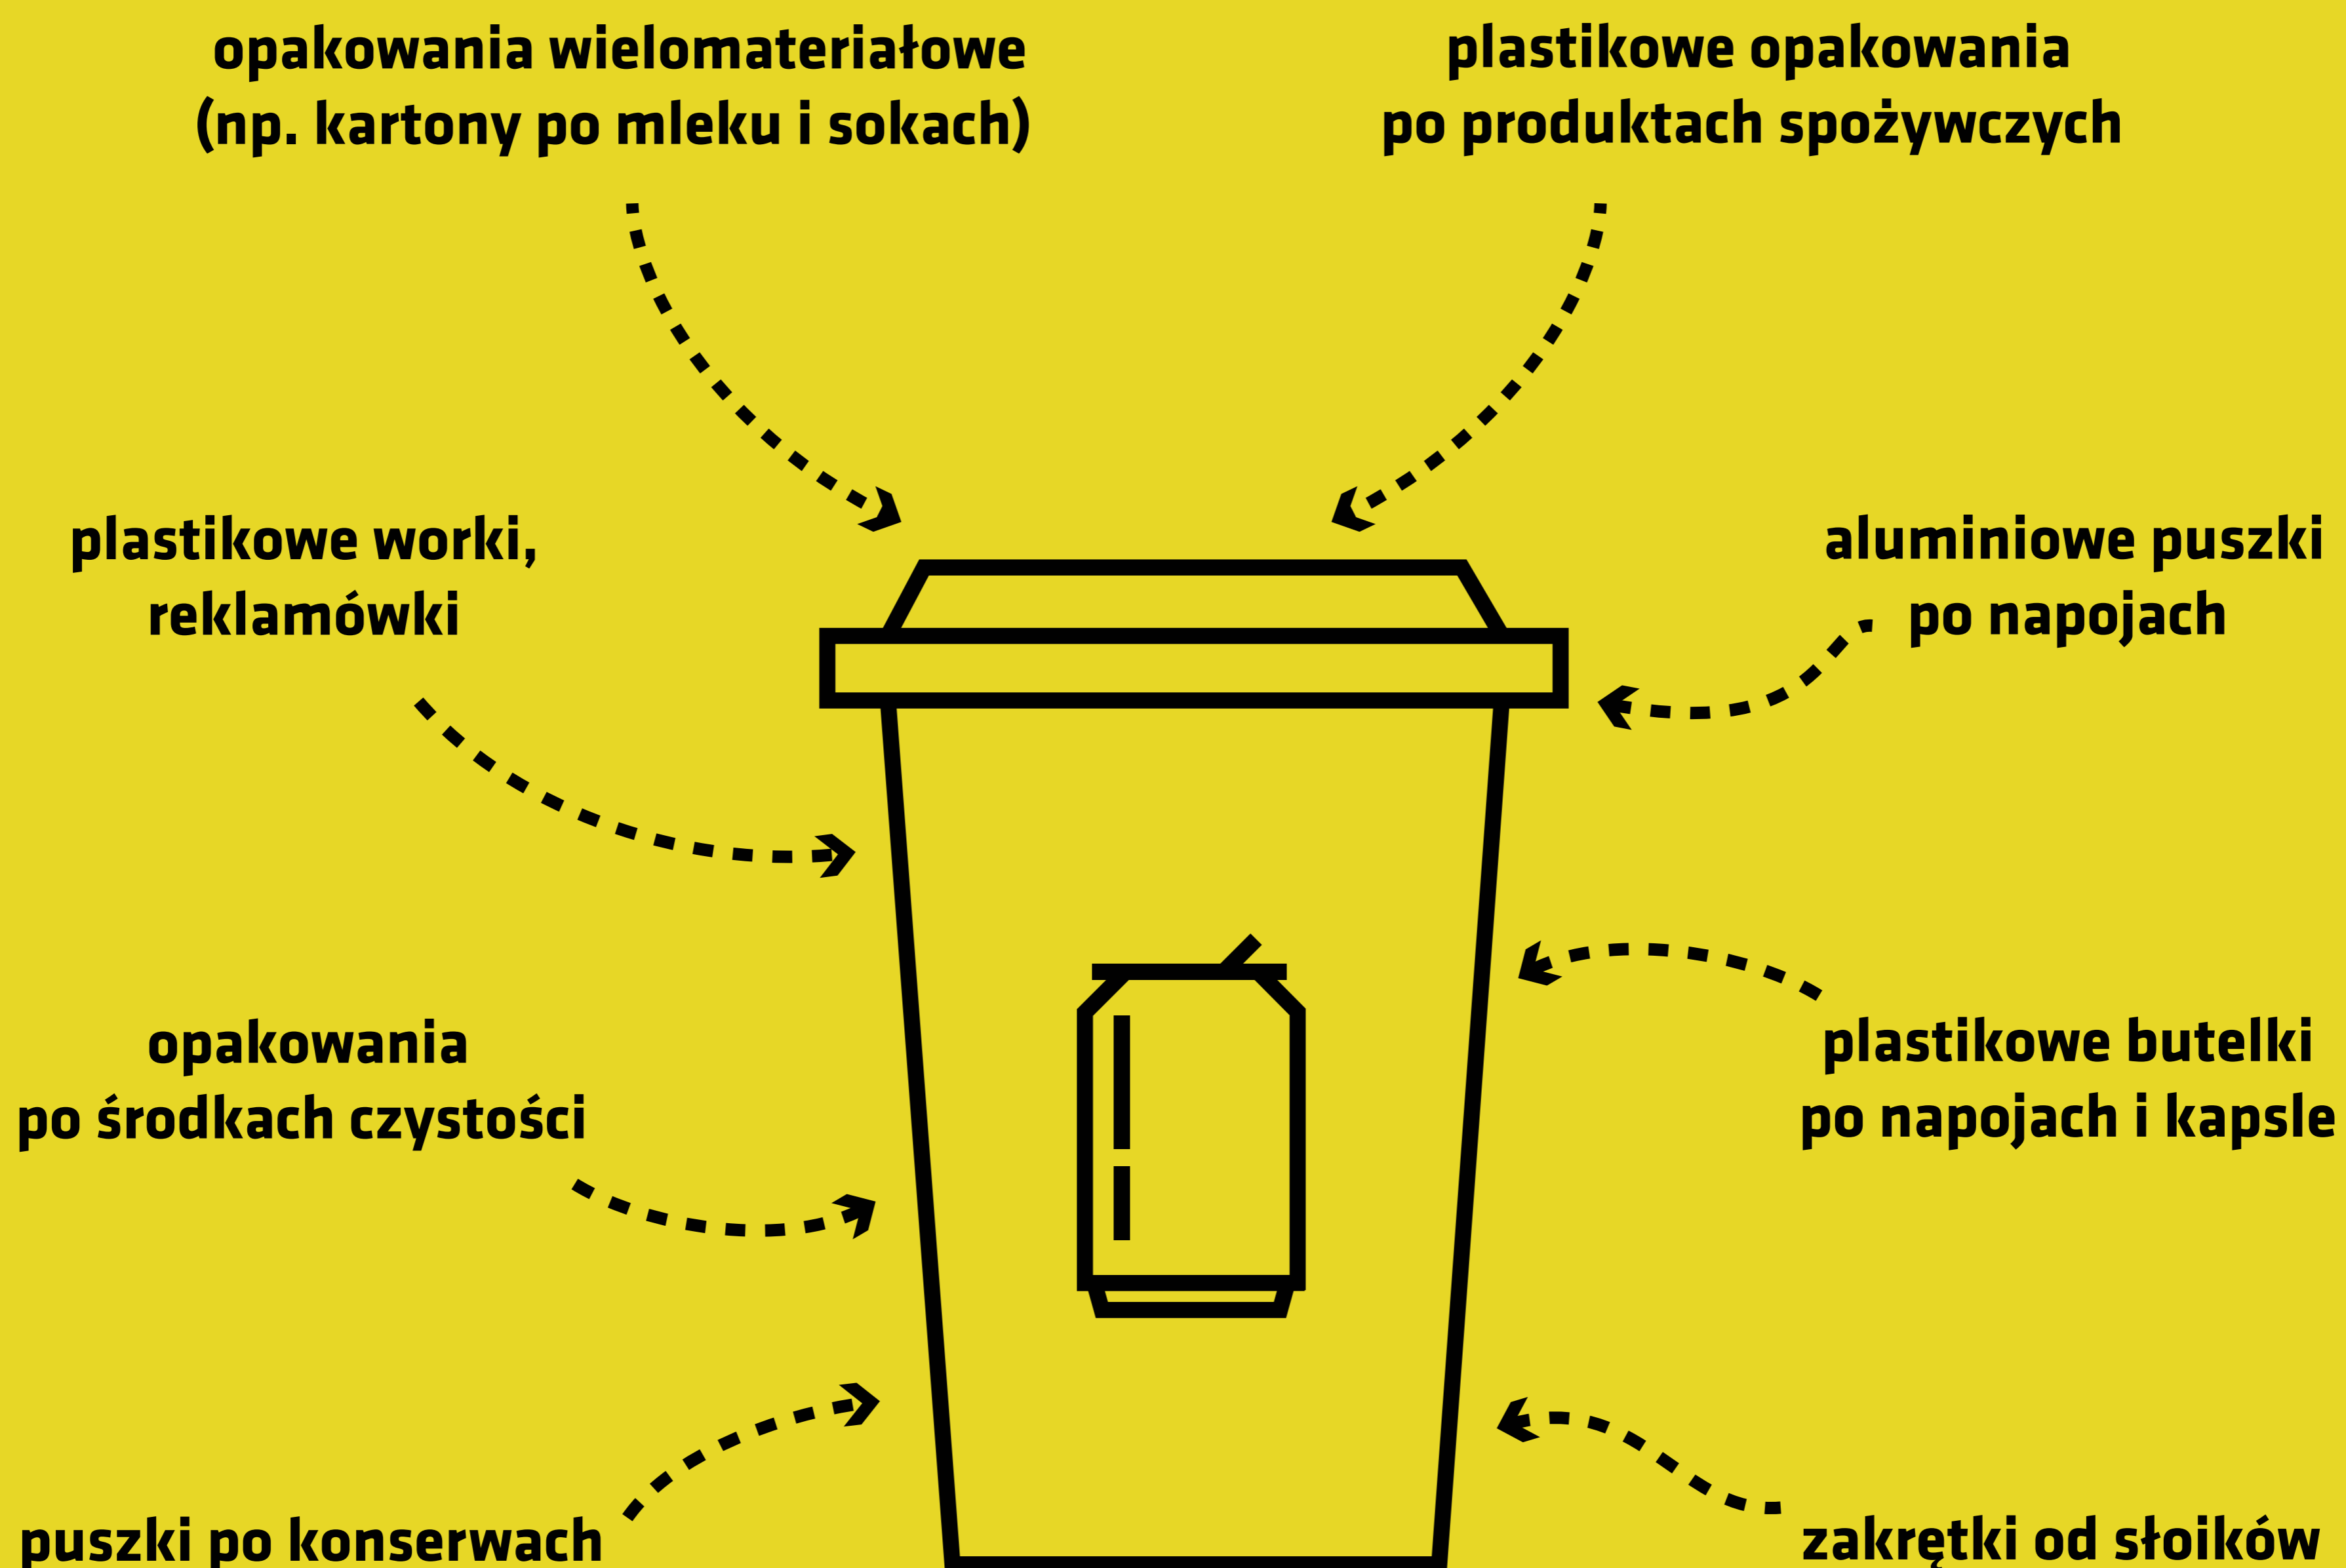 opakowania wielomateriałowe
(np. kartony po mleku i sokach)
plastikowe opakowania
po produktach spożywczych
plastikowe worki,
reklamówki
aluminiowe puszki
po napojach
opakowania
po środkach czystości
plastikowe butelki
po napojach i kapsle
puszki po konserwach
zakrętki od słoików